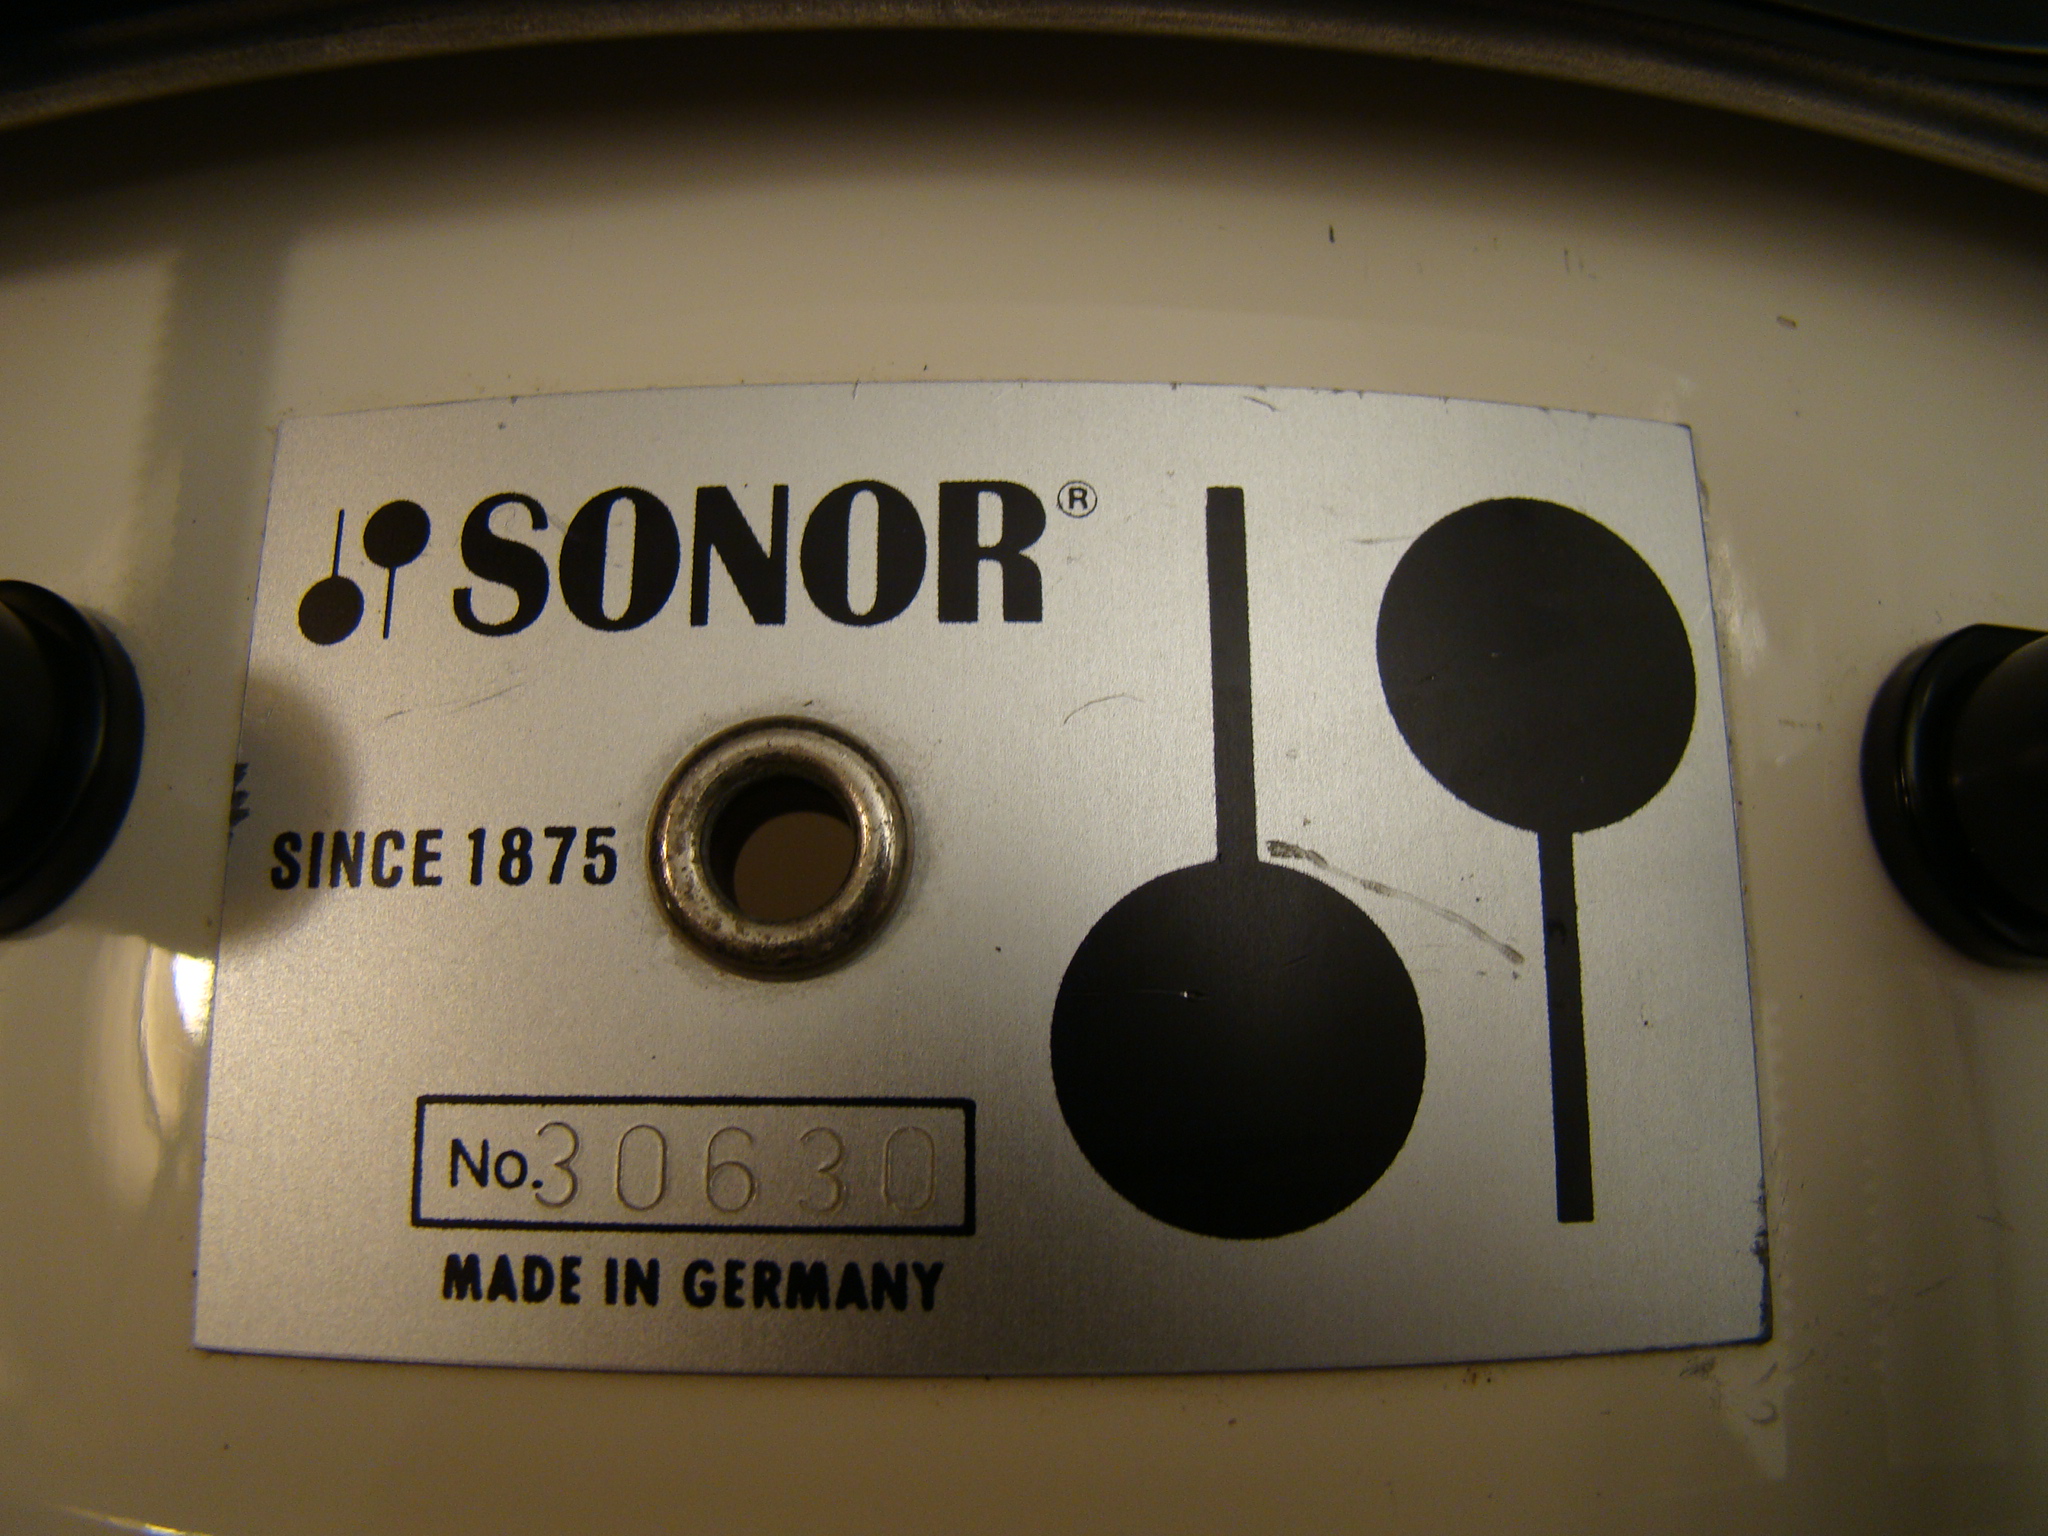 SONOR®
SINCE 1875
No. 30630
MADE IN GERMANY